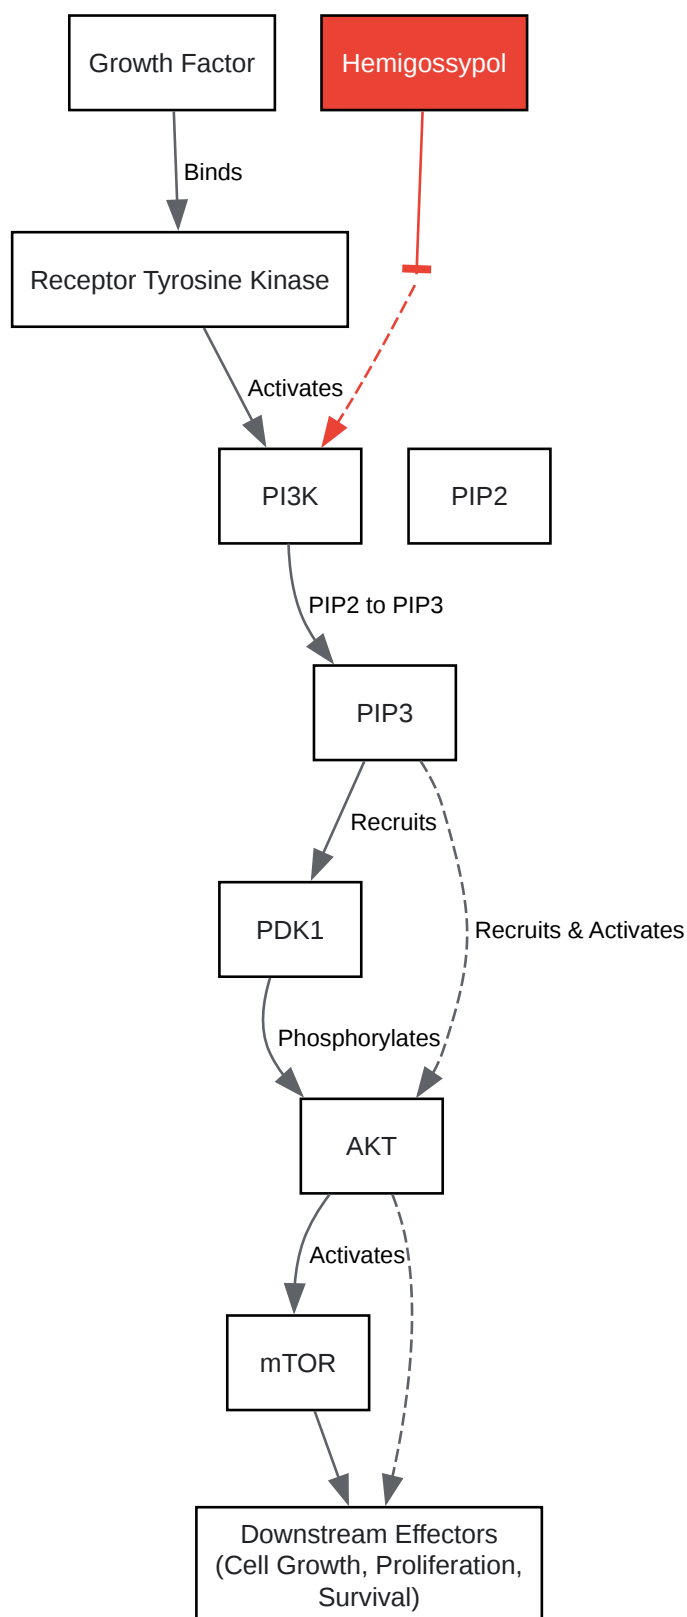 Growth Factor
Hemigossypol
Binds
Receptor Tyrosine Kinase
Activates
PI3K
PIP2
PIP2 to PIP3
PIP3
Recruits
PDK1
Recruits & Activates
Phosphorylates
AKT
Activates
mTOR
Downstream Effectors
(Cell Growth, Proliferation,
Survival)